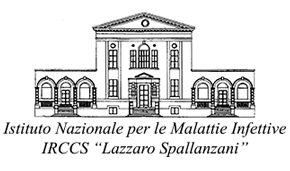 Istituto Nazionale per le Malattie Infettive
IRCCS “Lazzaro Spallanzani”